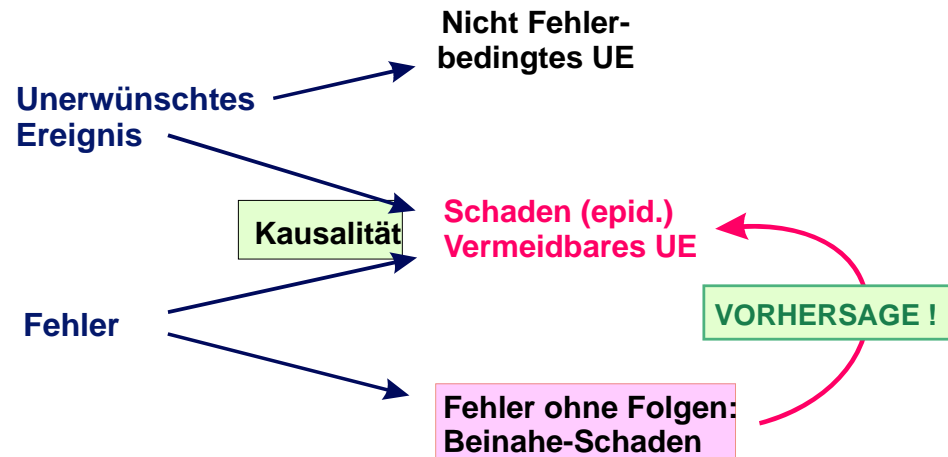 Nicht Fehler-
bedingtes UE
Unerwünschtes
Ereignis
Kausalität
Schaden (epid.)
Vermeidbares UE
Fehler
VORHERSAGE !
Fehler ohne Folgen:
Beinahe-Schaden